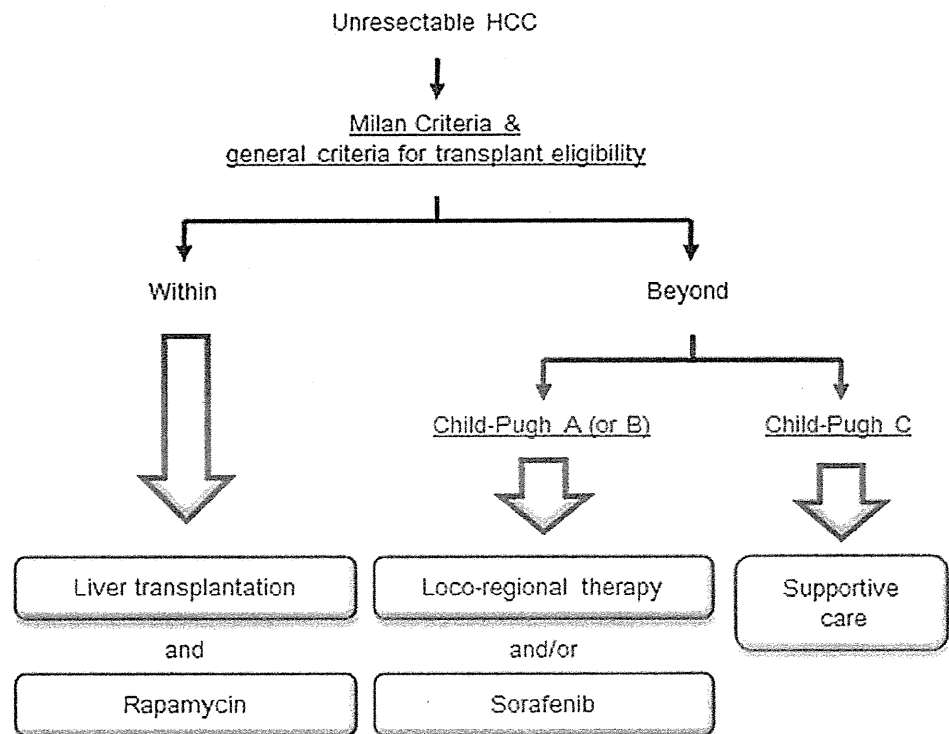 Unresectable HCC
Milan Criteria &
general criteria for transplant eligibility
Within
Beyond
Child-Pugh A (or B)
Child-Pugh C
Liver transplantation
and
Rapamycin
Loco-regional therapy
and/or
Sorafenib
Supportive
care